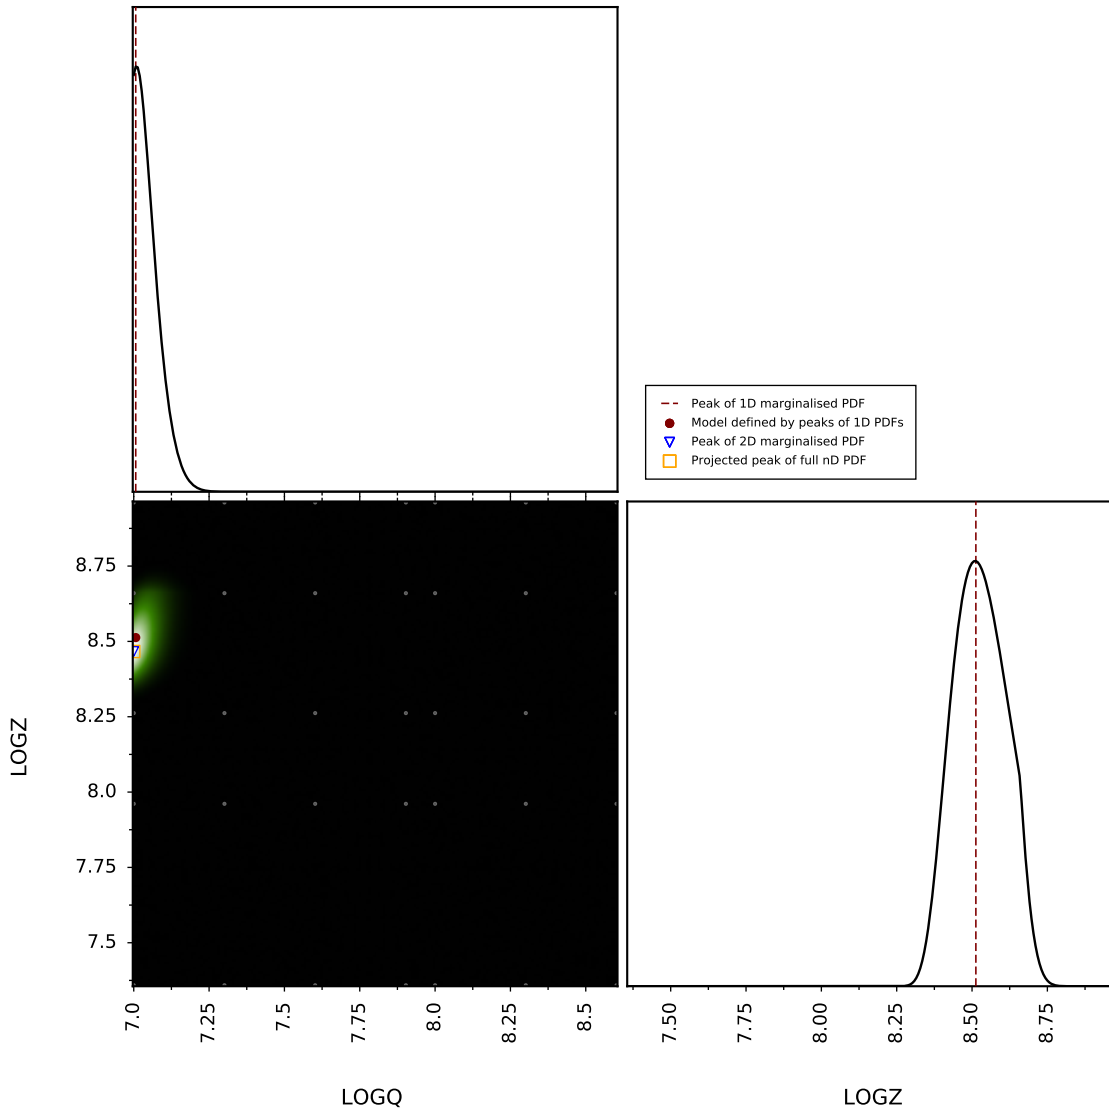 Peak of 1D marginalised PDF
Model defined by peaks of 1D PDFs
Peak of 2D marginalised PDF
Projected peak of full nD PDF
8.75
8.5
8.25
8.0
7.75
7.5
LOGZ
7.0
7.25
7.5
7.75
8.0
8.25
8.5
7.50
7.75
8.00
8.25
8.50
8.75
LOGQ
LOGZ